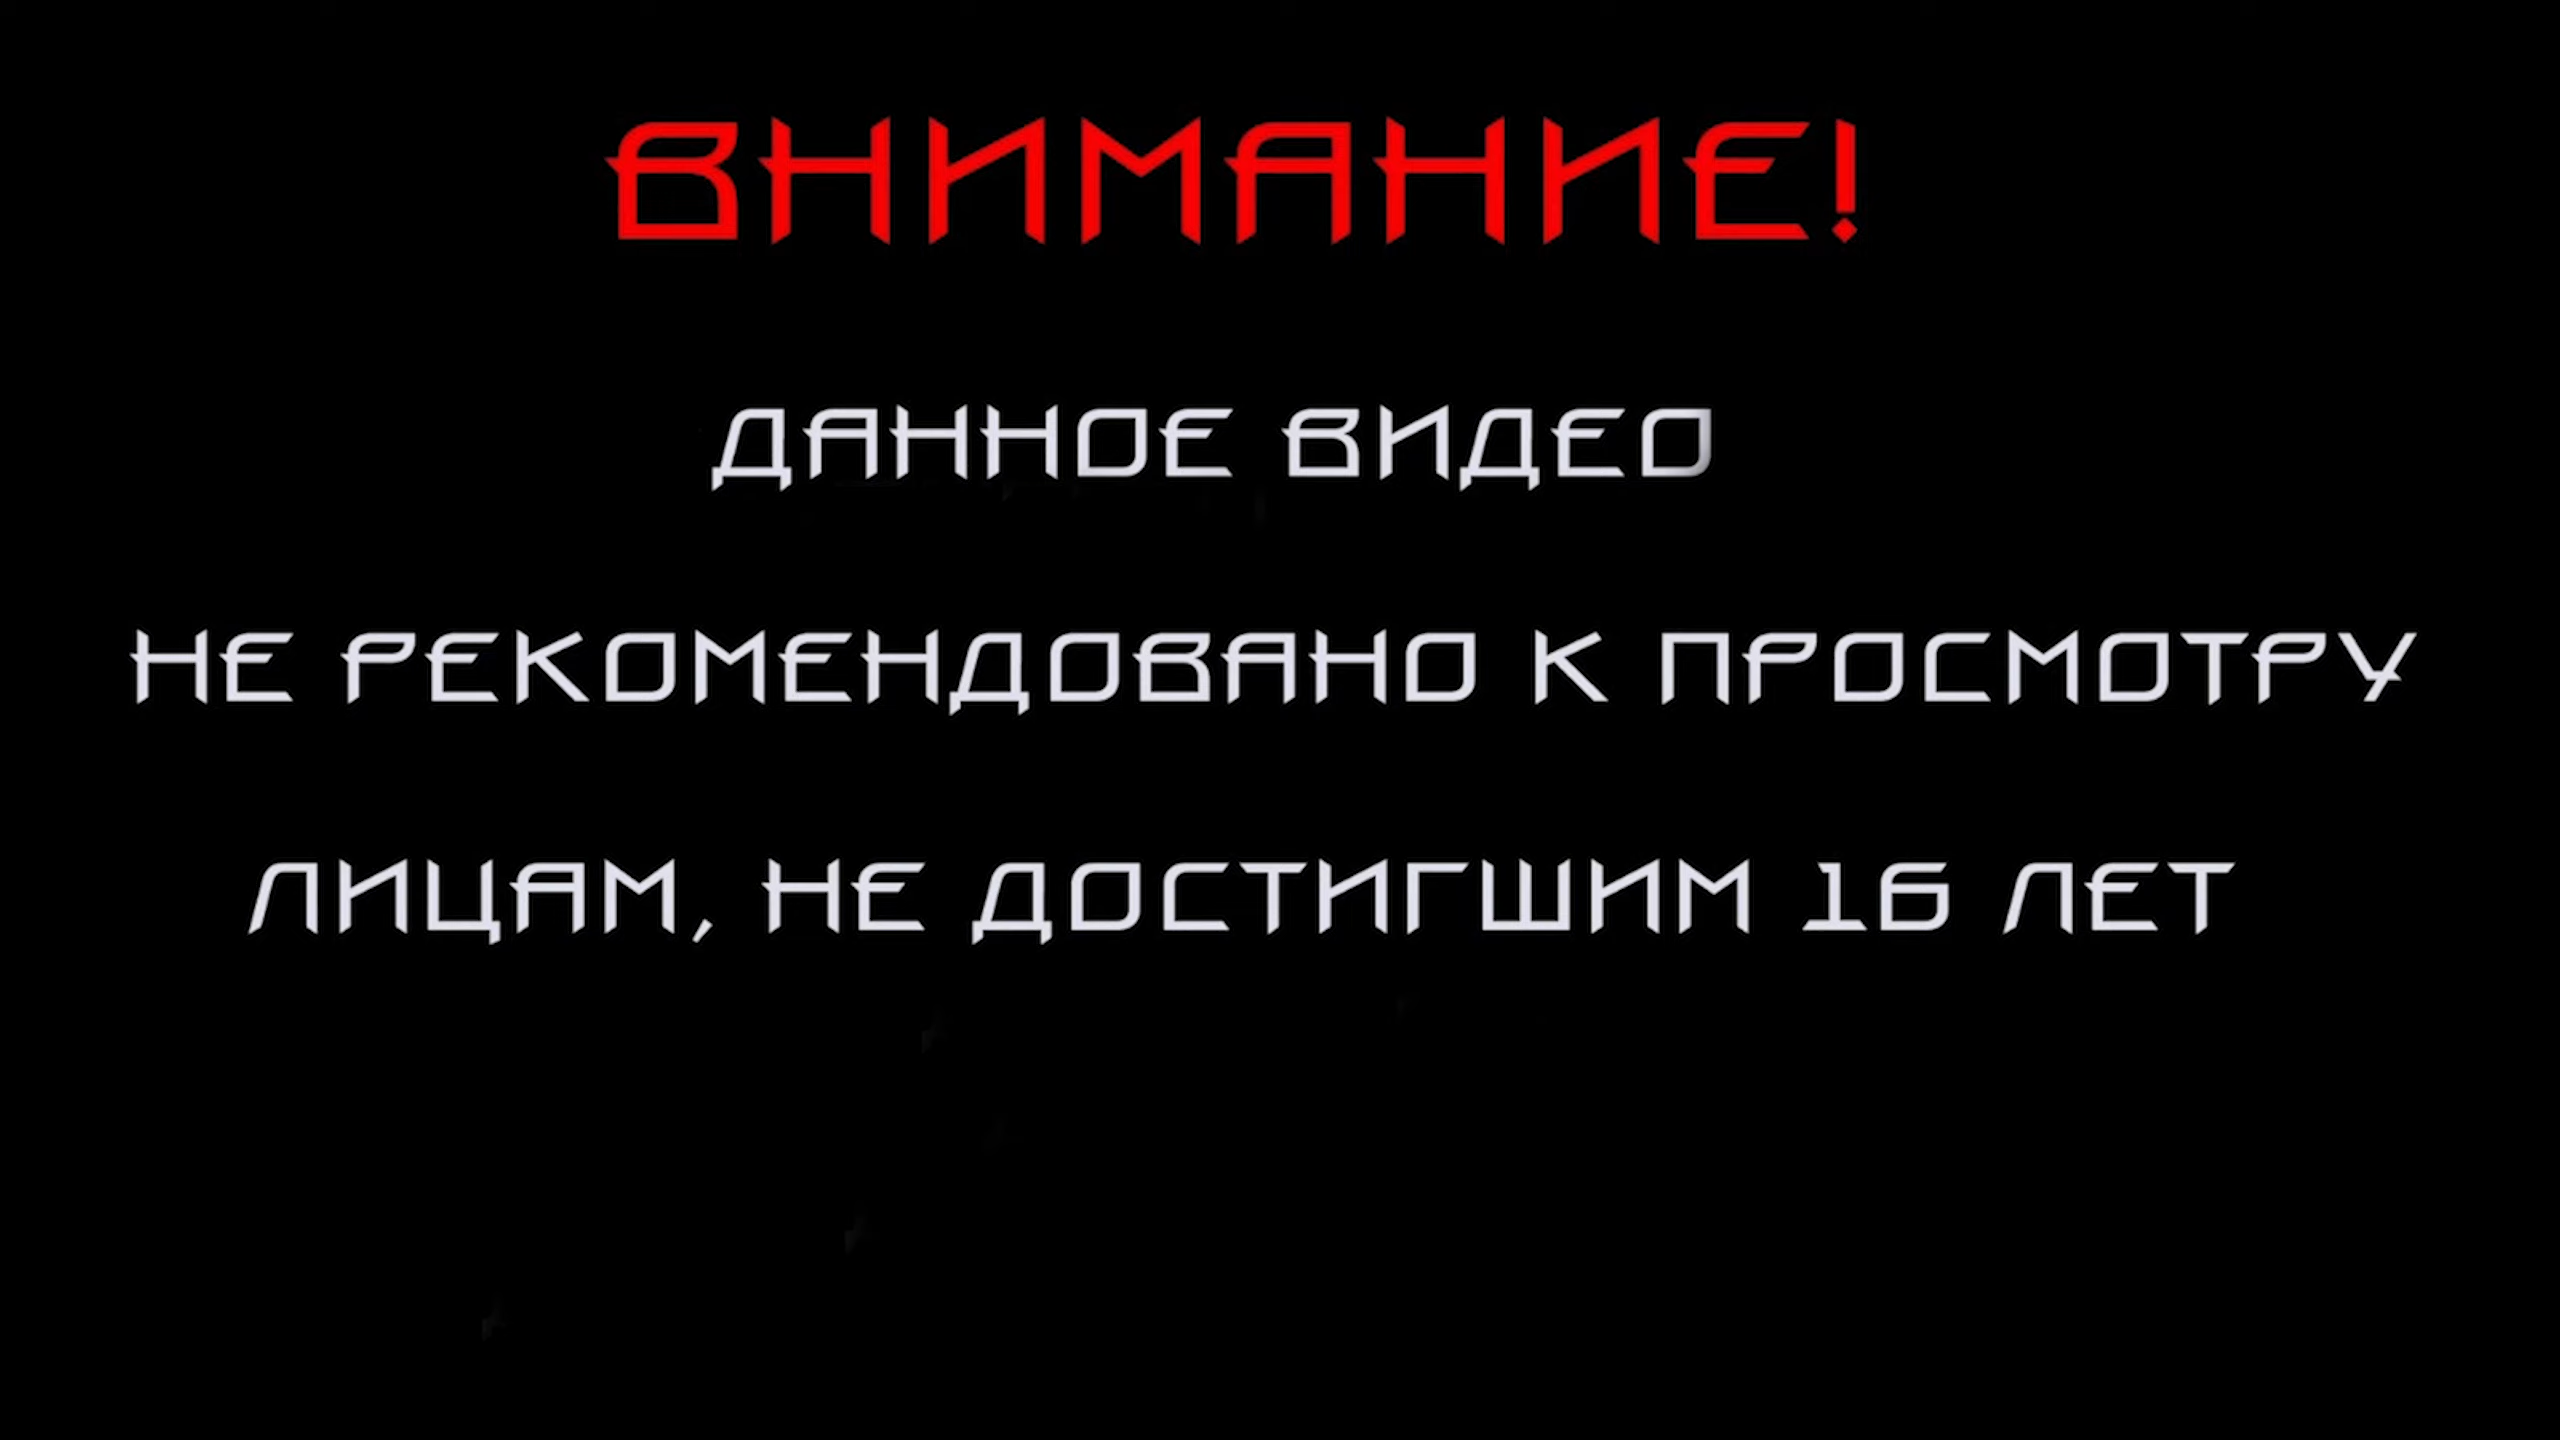 ВНИМАНИЕ!
ДАННОЕ ВИДЕО
НЕ РЕКОМЕНДОВАНО К ПРОСМОТРУ
ЛИЦАМ, НЕ ДОСТИГШИМ 16 ЛЕТ